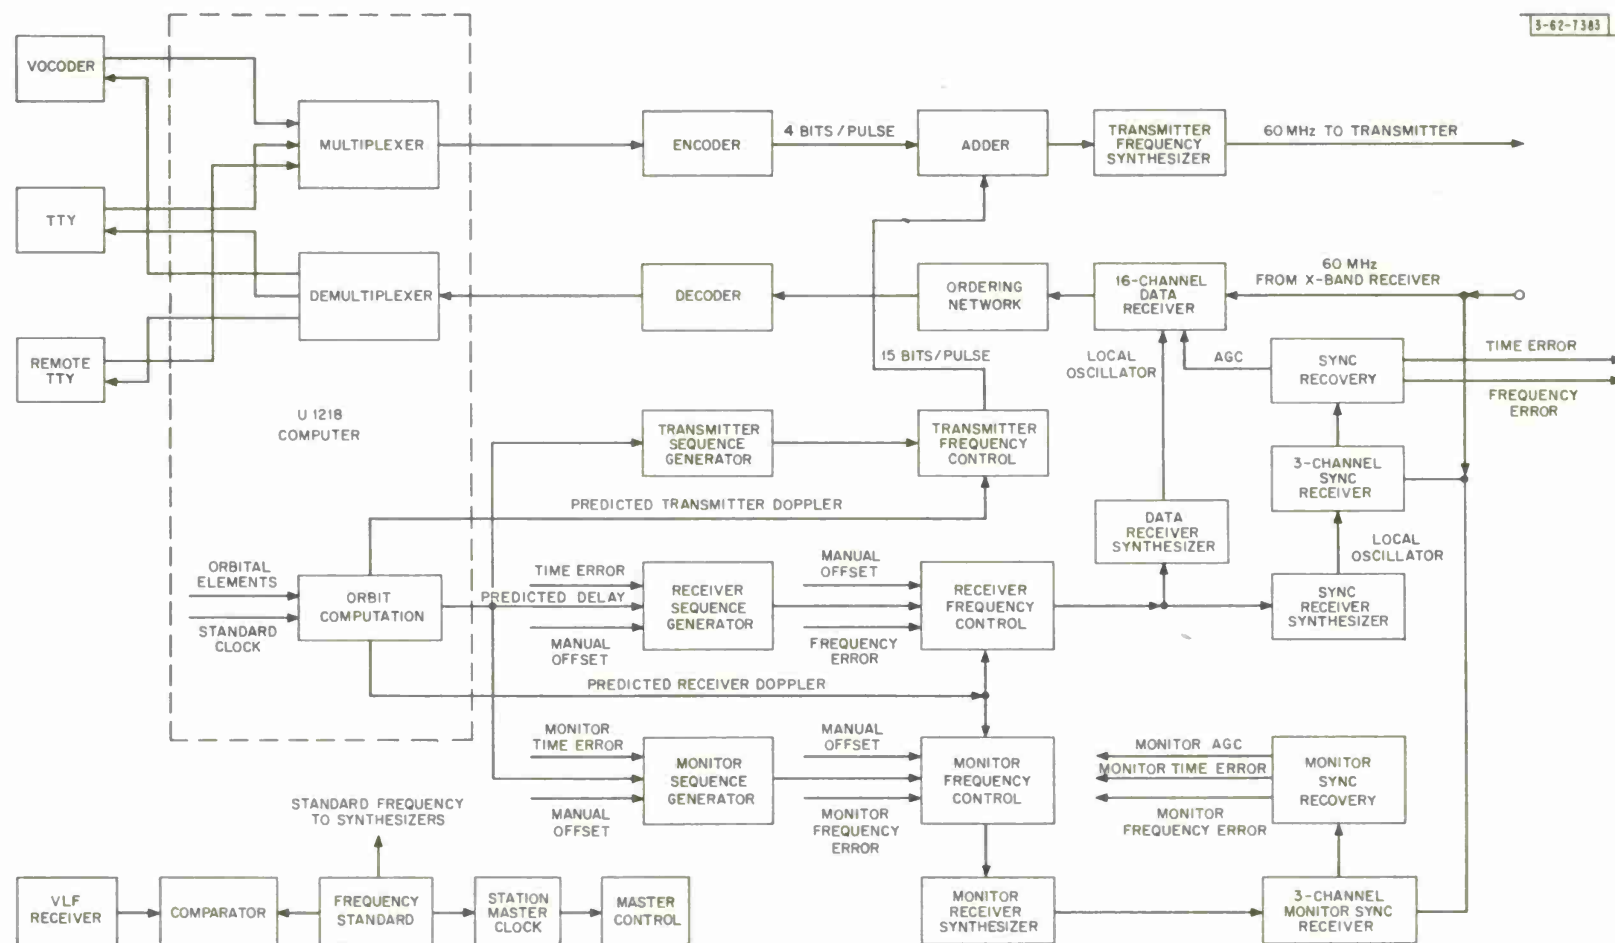 3-62-7383
VOCODER
MULTIPLEXER
ENCODER
4 BITS/PULSE
ADDER
TRANSMITTER
FREQUENCY
SYNTHESIZER
60 MHz TO TRANSMITTER
TTY
DEMULTIPLEXER
DECODER
ORDERING
NETWORK
16-CHANNEL
DATA
RECEIVER
60 MHz
FROM X-BAND RECEIVER
REMOTE
TTY
15 BITS/PULSE
LOCAL
OSCILLATOR
AGC
SYNC
RECOVERY
TIME ERROR
FREQUENCY
ERROR
U 1218
COMPUTER
TRANSMITTER
SEQUENCE
GENERATOR
TRANSMITTER
FREQUENCY
CONTROL
3-CHANNEL
SYNC
RECEIVER
PREDICTED TRANSMITTER DOPPLER
DATA
RECEIVER
SYNTHESIZER
LOCAL
OSCILLATOR
ORBITAL
ELEMENTS
STANDARD
CLOCK
ORBIT
COMPUTATION
TIME ERROR
PREDICTED DELAY
MANUAL
OFFSET
RECEIVER
SEQUENCE
GENERATOR
MANUAL
OFFSET
FREQUENCY
ERROR
RECEIVER
FREQUENCY
CONTROL
SYNC
RECEIVER
SYNTHESIZER
PREDICTED RECEIVER DOPPLER
MONITOR
TIME ERROR
MANUAL
OFFSET
MONITOR
SEQUENCE
GENERATOR
MANUAL
OFFSET
MONITOR
FREQUENCY
ERROR
MONITOR
FREQUENCY
CONTROL
MONITOR AGC
MONITOR TIME ERROR
MONITOR
FREQUENCY ERROR
MONITOR
SYNC
RECOVERY
STANDARD FREQUENCY
TO SYNTHESIZERS
VLF
RECEIVER
COMPARATOR
FREQUENCY
STANDARD
STATION
MASTER
CLOCK
MASTER
CONTROL
MONITOR
RECEIVER
SYNTHESIZER
3-CHANNEL
MONITOR SYNC
RECEIVER